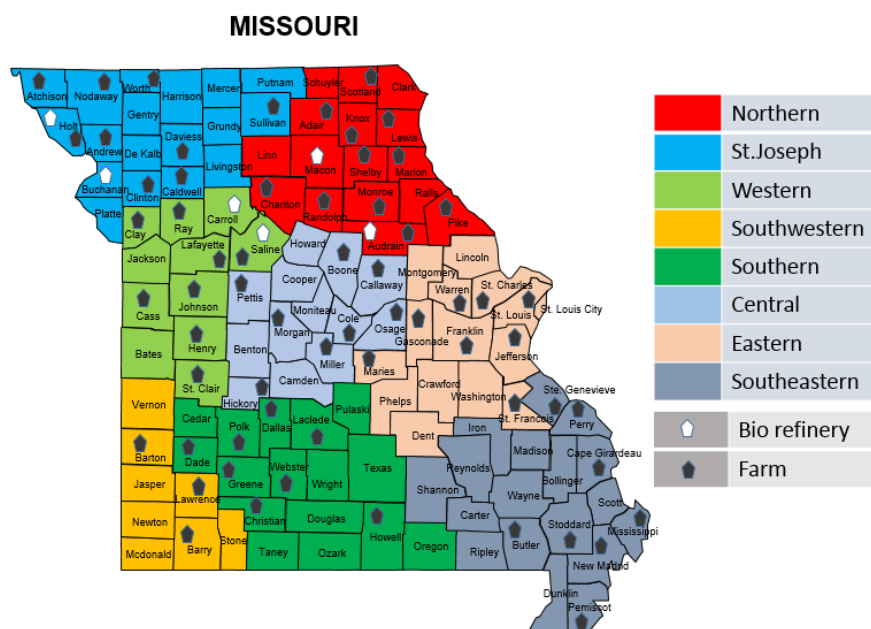 MISSOURI
Atchison
Nodaway
Worth
Harrison
Mercer
Putnam
Schuyler
Scotland
Clark
Holt
Andrew
Gentry
De Kalb
Daviess
Grundy
Sullivan
Adair
Knox
Lewis
Buchanan
Clinton
Caldwell
Livingston
Linn
Macon
Shelby
Marion
Platte
Clay
Ray
Carroll
Chariton
Randolph
Monroe
Ralls
Pike
Audrain
Jackson
Lafayette
Saline
Howard
Boone
Callaway
Montgomery
Lincoln
Warren
St. Charles
St. Louis
St. Louis City
Cass
Johnson
Pettis
Cooper
Moniteau
Cole
Osage
Gasconade
Franklin
Jefferson
Bates
Henry
Benton
Morgan
Miller
Maries
St. Clair
Hickory
Camden
Phelps
Crawford
Washington
Ste. Genevieve
St. Francois
Perry
Vernon
Cedar
Polk
Dallas
Laclede
Pulaski
Dent
Iron
Madison
Cape Girardeau
Barton
Dade
Greene
Webster
Wright
Texas
Shannon
Reynolds
Wayne
Bollinger
Scott
Jasper
Lawrence
Christian
Douglas
Howell
Carter
Stoddard
Mississippi
Newton
Mcdonald
Barry
Stone
Taney
Ozark
Oregon
Ripley
Butler
New Madrid
Dunklin
Pemiscot
Northern
St.Joseph
Western
Southwestern
Southern
Central
Eastern
Southeastern
Bio refinery
Farm